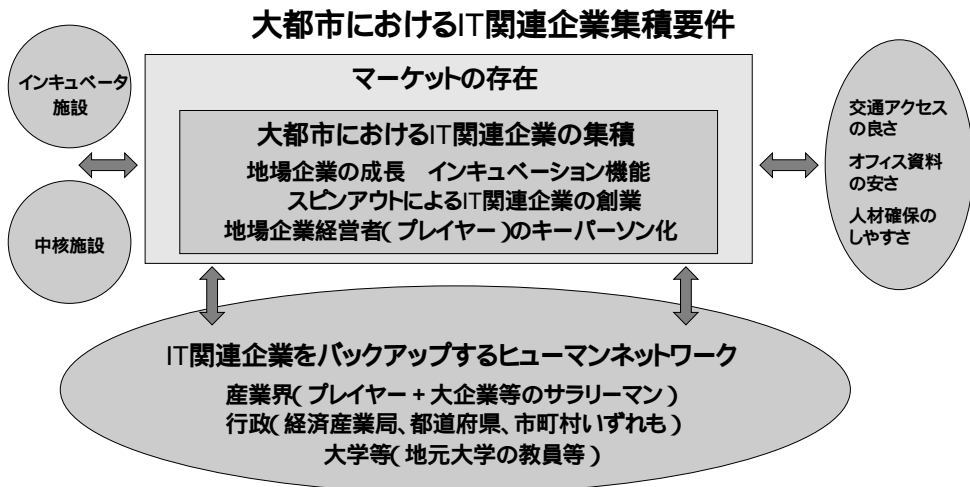 大都市におけるIT関連企業集積要件
インキュベータ
施設
中核施設
マーケットの存在
大都市におけるIT関連企業の集積
地場企業の成長 インキュベーション機能
スピンアウトによるIT関連企業の創業
地場企業経営者(プレイヤー)のキーパーソン化
交通アクセス
の良さ
オフィス資料
の安さ
人材確保の
しやすさ
IT関連企業をバックアップするヒューマンネットワーク
産業界(プレイヤー+大企業等のサラリーマン)
行政(経済産業局、都道府県、市町村いずれも)
大学等(地元大学の教員等)